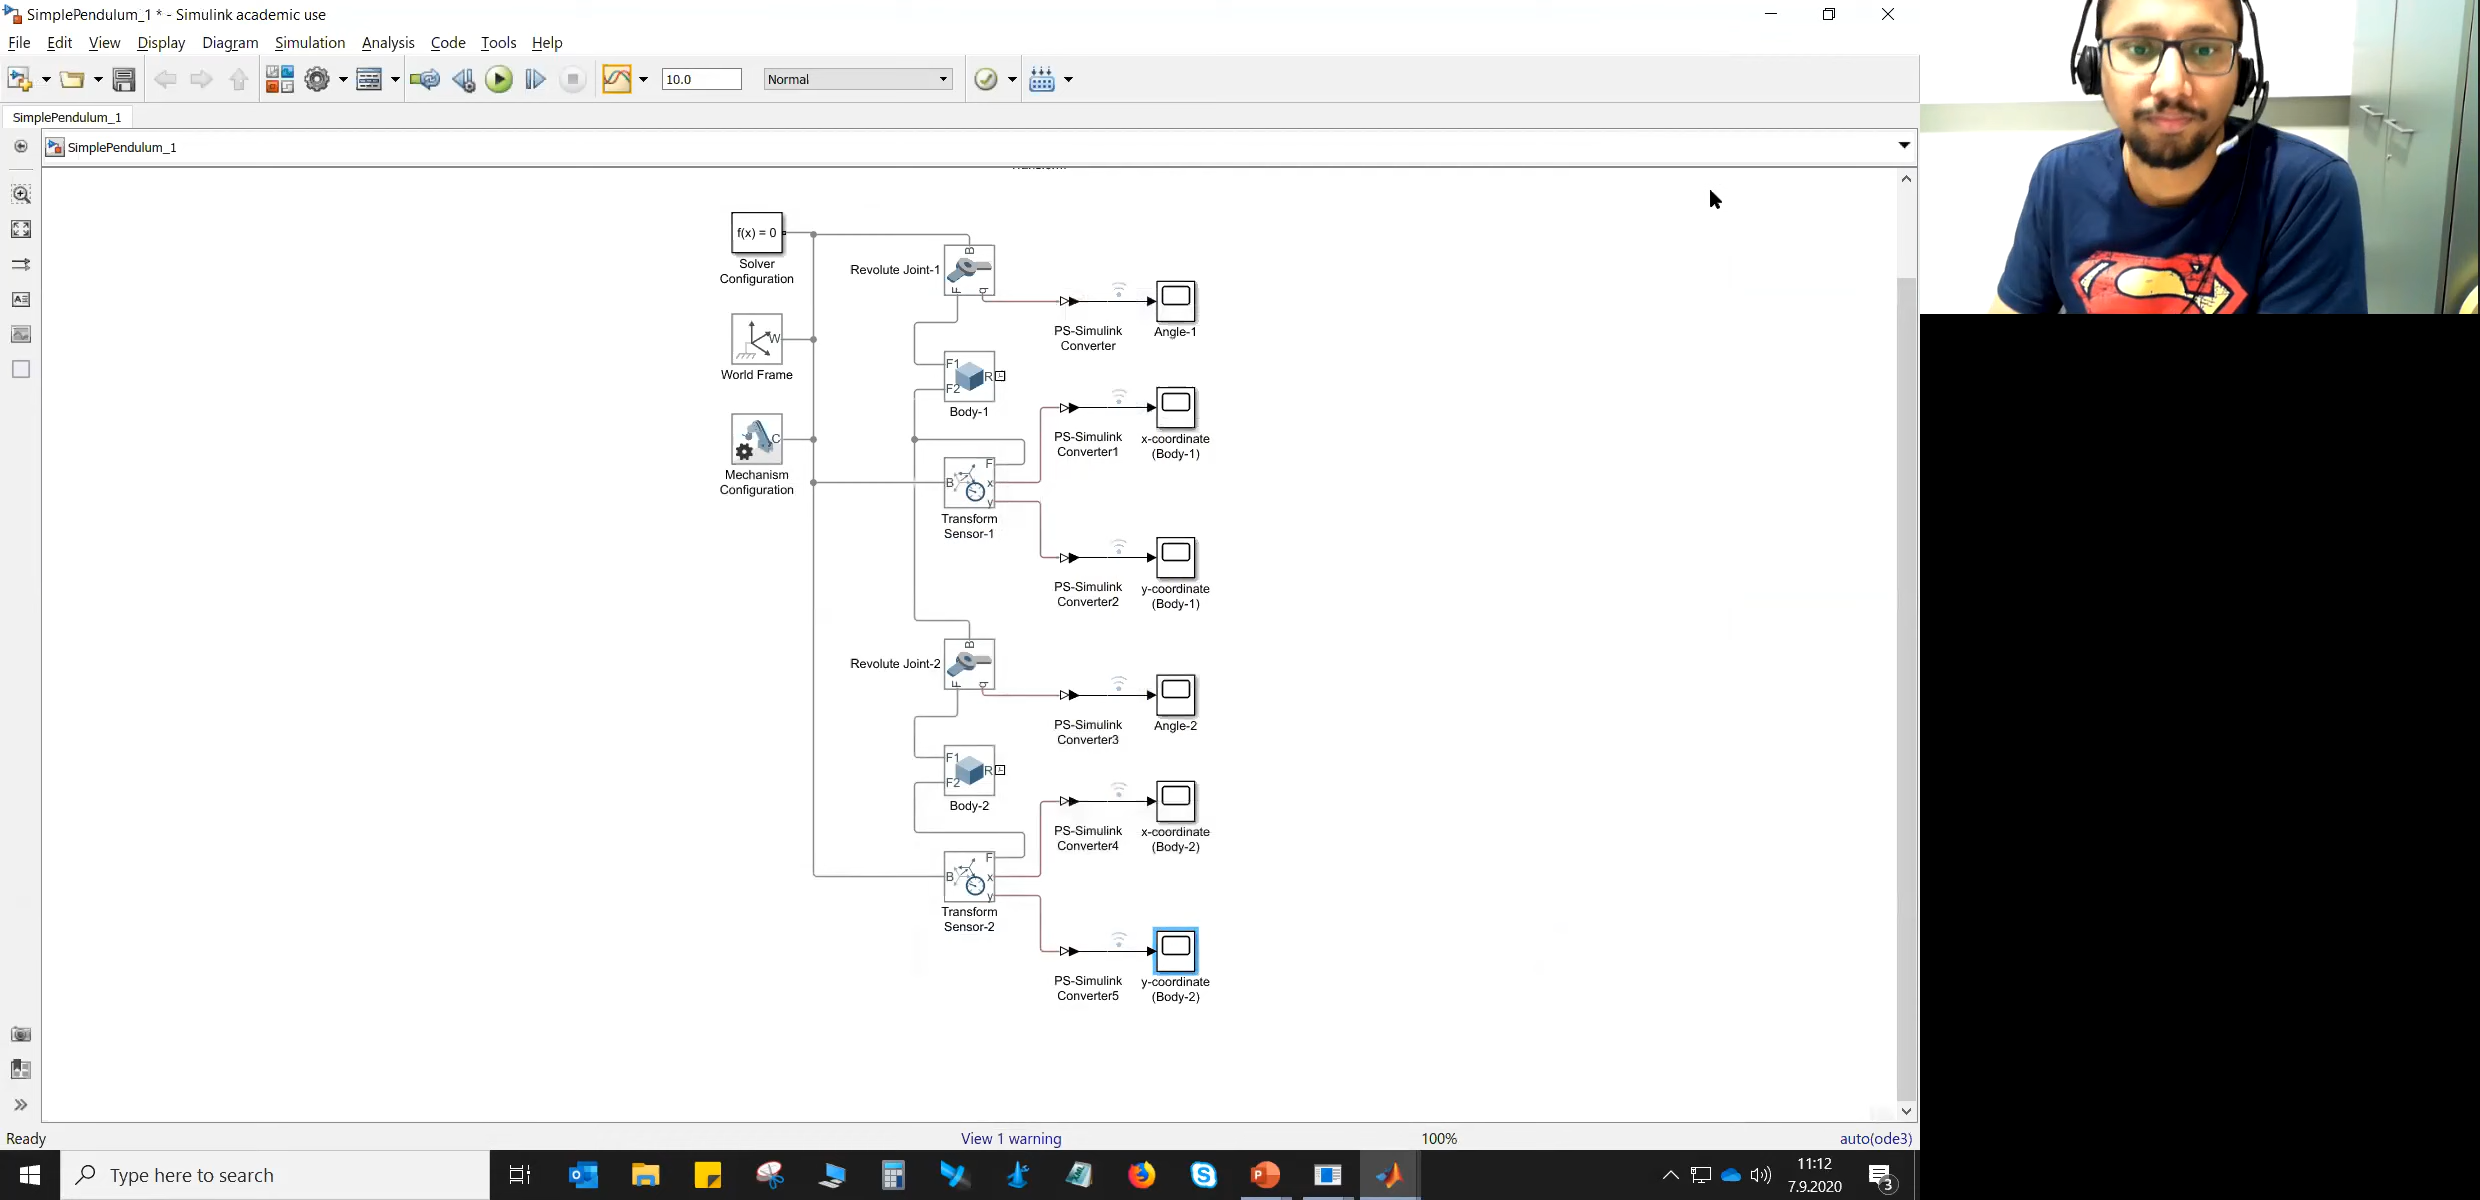 SimplePendulum_1 * - Simulink academic use
File Edit View Display Diagram Simulation Analysis Code Tools Help
10.0 Normal
SimplePendulum_1
SimplePendulum_1
f(x) = 0
Solver
Configuration
W
World Frame
C
Mechanism
Configuration
B
Revolute Joint-1
F q
PS-Simulink
Converter
Angle-1
F1
R
F2
Body-1
PS-Simulink
Converter1
x-coordinate
(Body-1)
F
B x
y
Transform
Sensor-1
PS-Simulink
Converter2
y-coordinate
(Body-1)
B
Revolute Joint-2
F q
PS-Simulink
Converter3
Angle-2
F1
R
F2
Body-2
PS-Simulink
Converter4
x-coordinate
(Body-2)
F
B x
y
Transform
Sensor-2
PS-Simulink
Converter5
y-coordinate
(Body-2)
Ready View 1 warning 100% auto(ode3)
Type here to search
11:12
7.9.2020
3